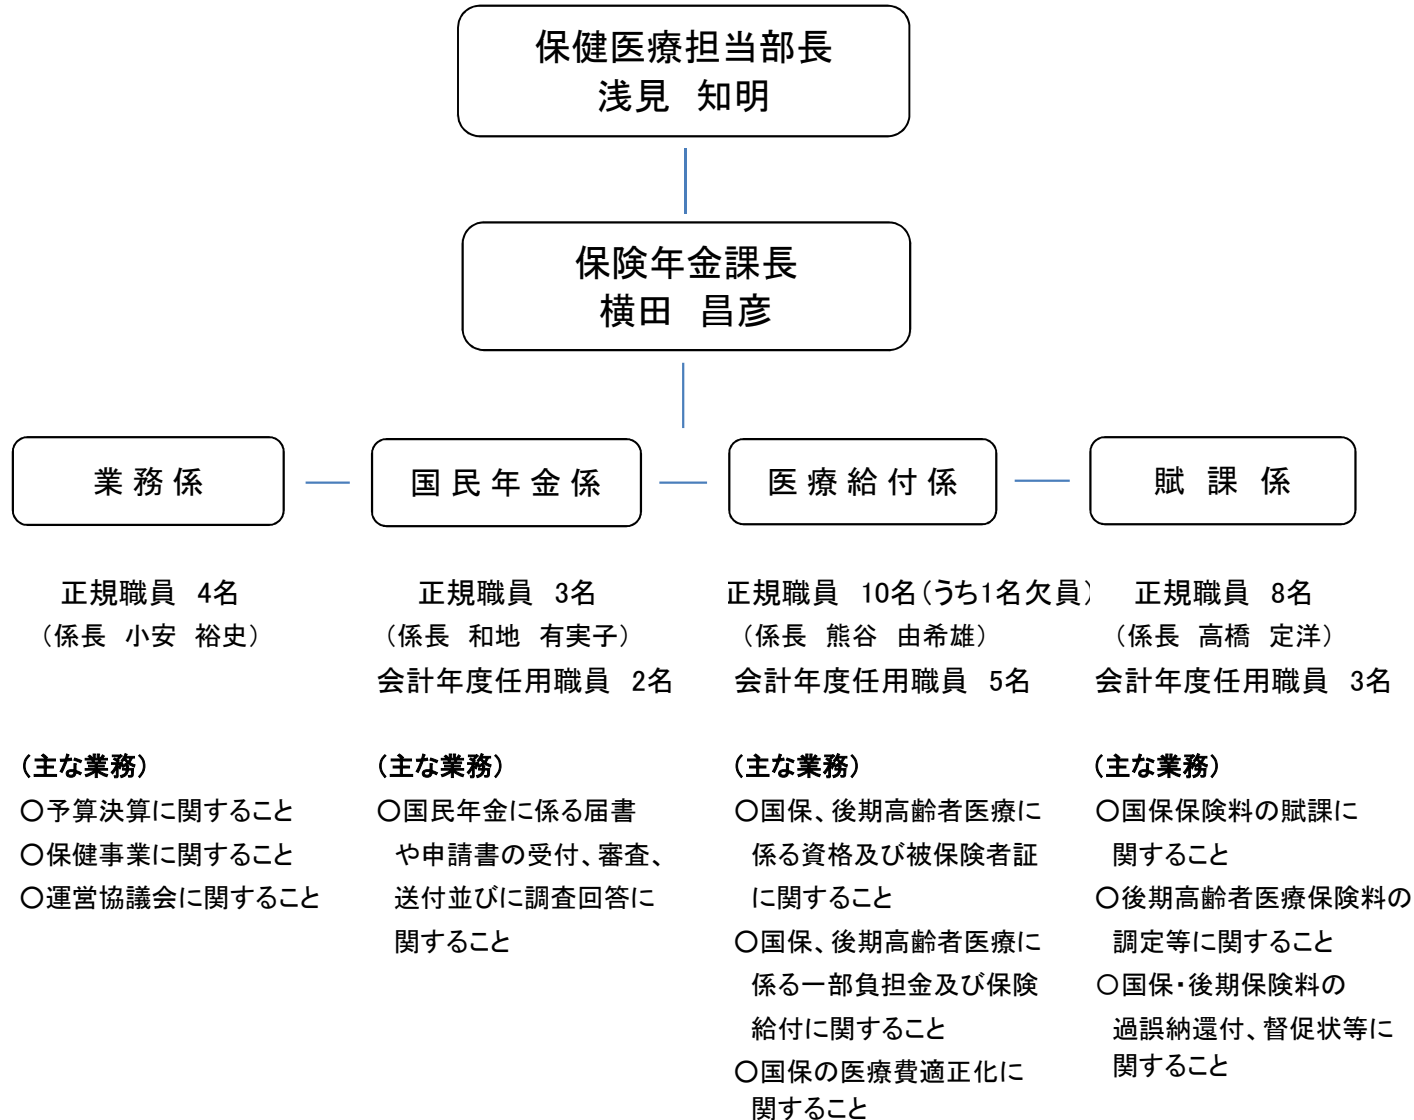 保健医療担当部長
浅見　知明
保険年金課長
横田　昌彦
業務係
国民年金係
医療給付係
賦　課　係
正規職員　4名
（係長　小安　裕史）
正規職員　3名
（係長　和地　有実子）
会計年度任用職員　2名
正規職員　10名（うち1名欠員）
（係長　熊谷　由希雄）
会計年度任用職員　5名
正規職員　8名
（係長　高橋　定洋）
会計年度任用職員　3名
（主な業務）
〇予算決算に関すること
〇保健事業に関すること
〇運営協議会に関すること
（主な業務）
〇国民年金に係る届書
や申請書の受付、審査、
送付並びに調査回答に
関すること
（主な業務）
〇国保、後期高齢者医療に
係る資格及び被保険者証
に関すること
〇国保、後期高齢者医療に
係る一部負担金及び保険
給付に関すること
〇国保の医療費適正化に
関すること
（主な業務）
〇国保保険料の賦課に
関すること
〇後期高齢者医療保険料の
調定等に関すること
〇国保・後期保険料の
過誤納還付、督促状等に
関すること